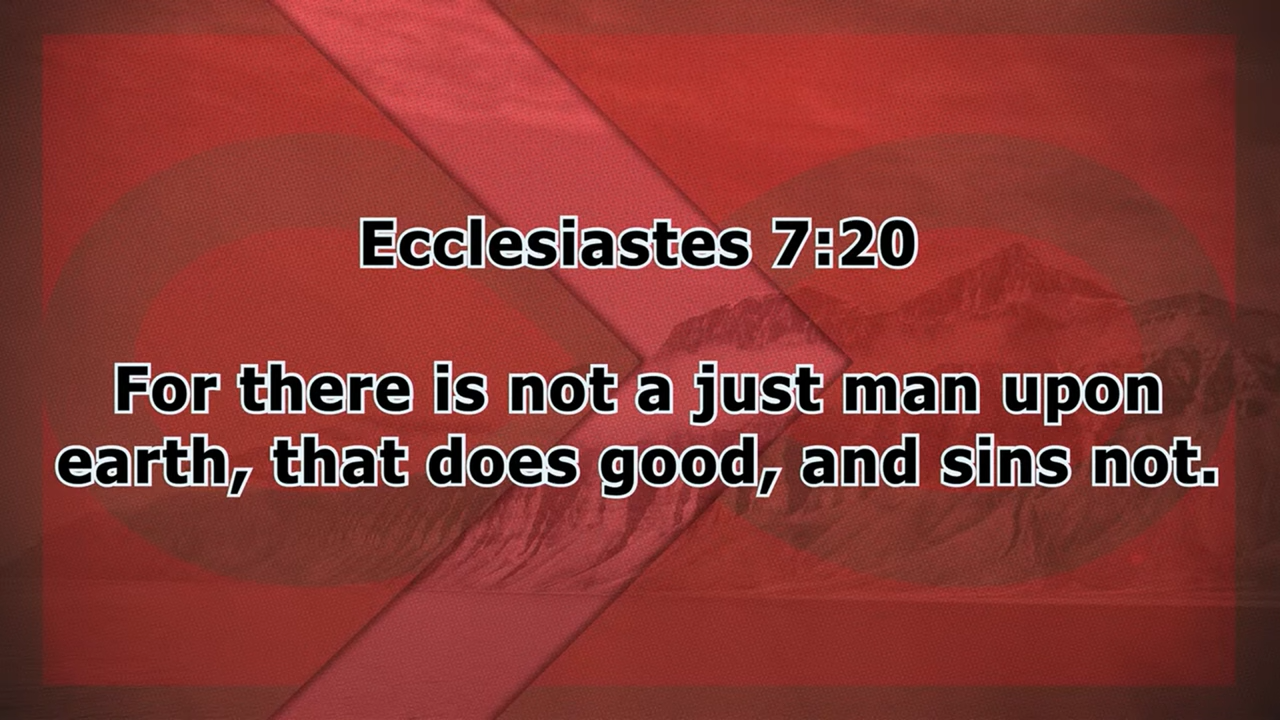 Ecclesiastes 7:20
For there is not a just man upon
earth, that does good, and sins not.